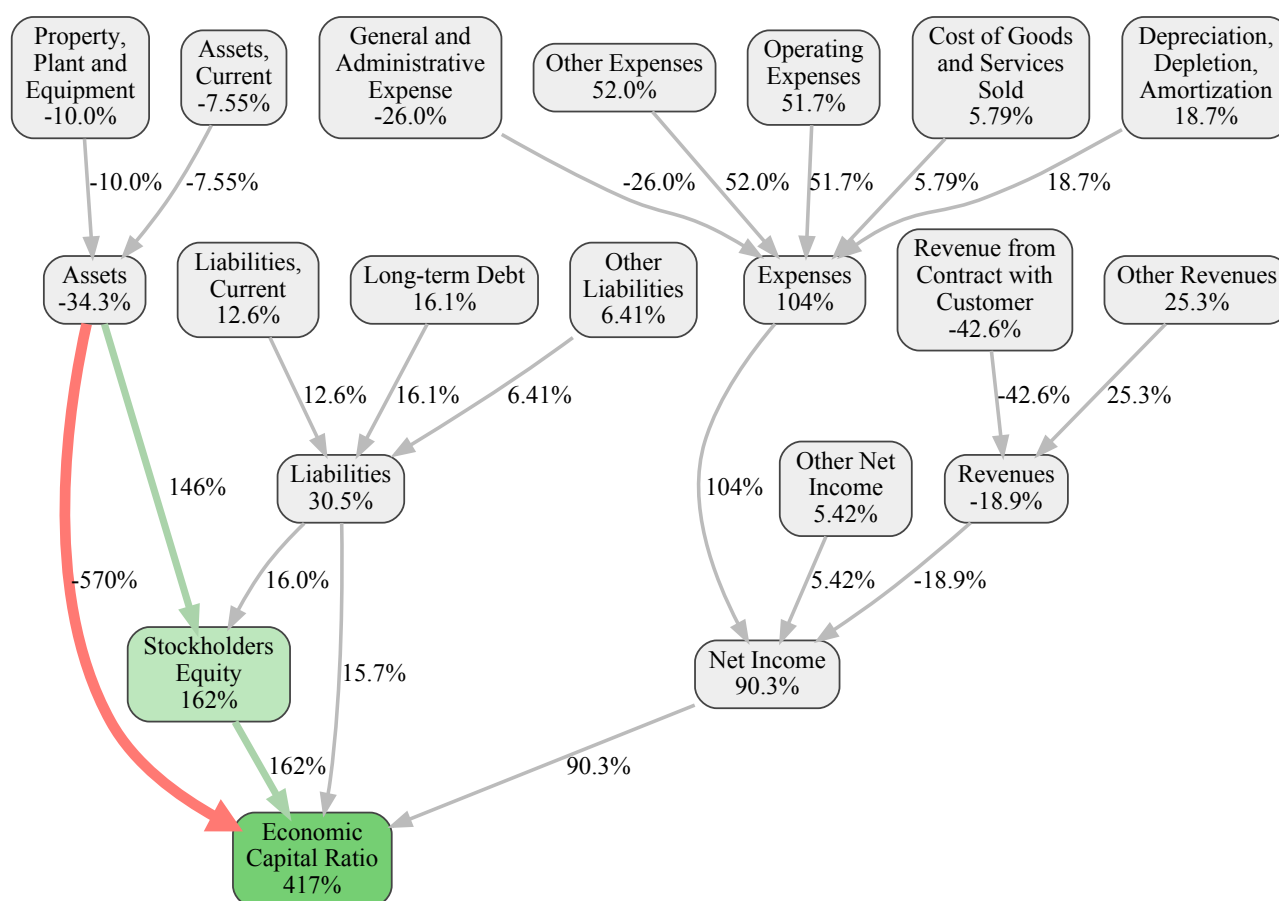 Property,
Plant and
Equipment
-10.0%
Assets,
Current
-7.55%
General and
Administrative
Expense
-26.0%
Other Expenses
52.0%
Operating
Expenses
51.7%
Cost of Goods
and Services
Sold
5.79%
Depreciation,
Depletion,
Amortization
18.7%
-10.0%
-7.55%
-26.0%
52.0%
51.7%
5.79%
18.7%
Assets
-34.3%
Liabilities,
Current
12.6%
Long-term Debt
16.1%
Other
Liabilities
6.41%
Expenses
104%
Revenue from
Contract with
Customer
-42.6%
Other Revenues
25.3%
12.6%
16.1%
6.41%
-42.6%
25.3%
146%
Liabilities
30.5%
104%
Other Net
Income
5.42%
Revenues
-18.9%
-570%
16.0%
5.42%
-18.9%
Stockholders
Equity
162%
15.7%
Net Income
90.3%
162%
90.3%
Economic
Capital Ratio
417%